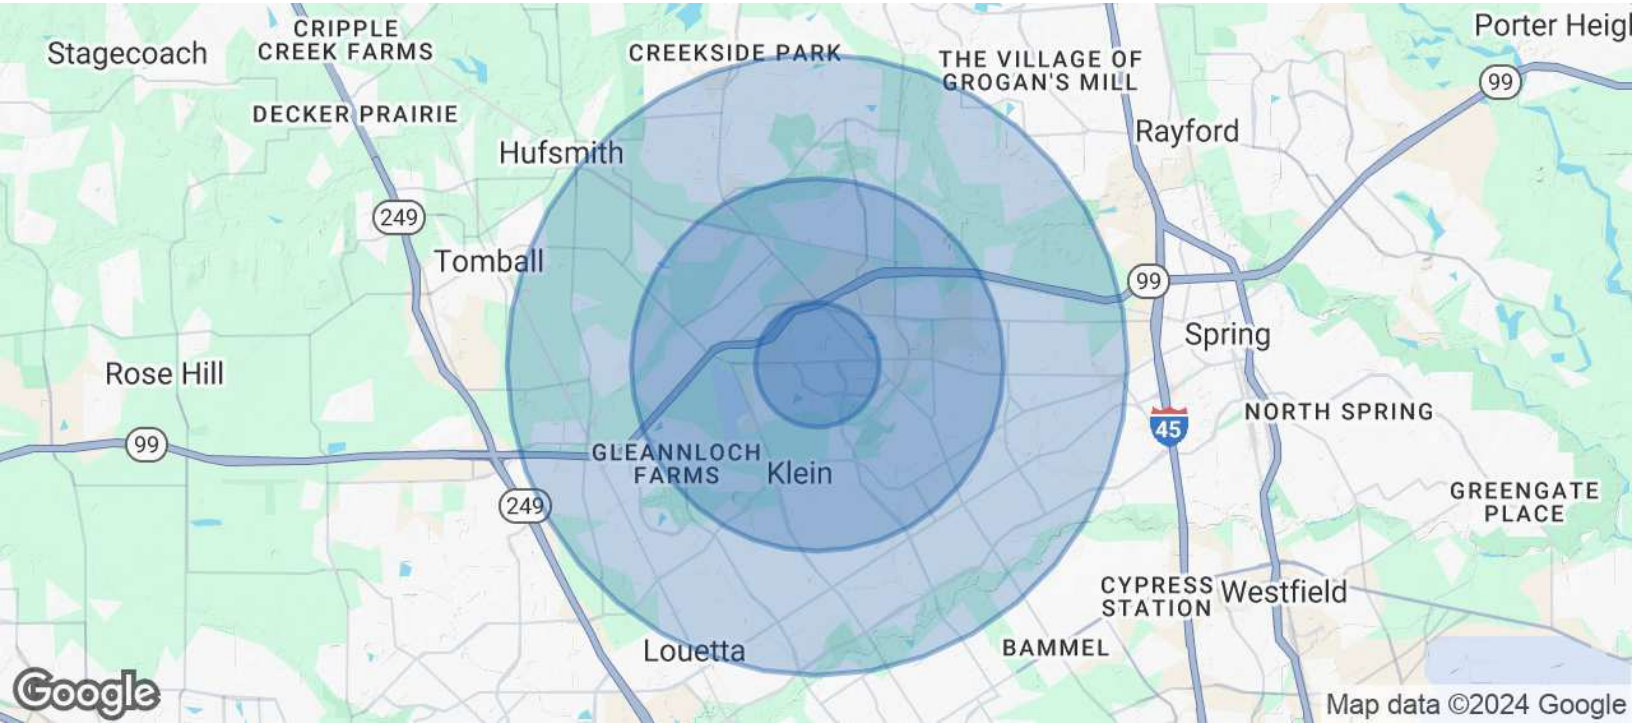 CRIPPLE
CREEK FARMS
Stagecoach
CREEKSIDE PARK
THE VILLAGE OF
GROGAN'S MILL
Porter Heigl
99
DECKER PRAIRIE
Rayford
Hufsmith
249
Tomball
99
Spring
Rose Hill
NORTH SPRING
45
99
GLEANNLOCH
FARMS
Klein
249
GREENGATE
PLACE
CYPRESS
STATION
Westfield
Louetta
BAMMEL
Google
Map data ©2024 Google